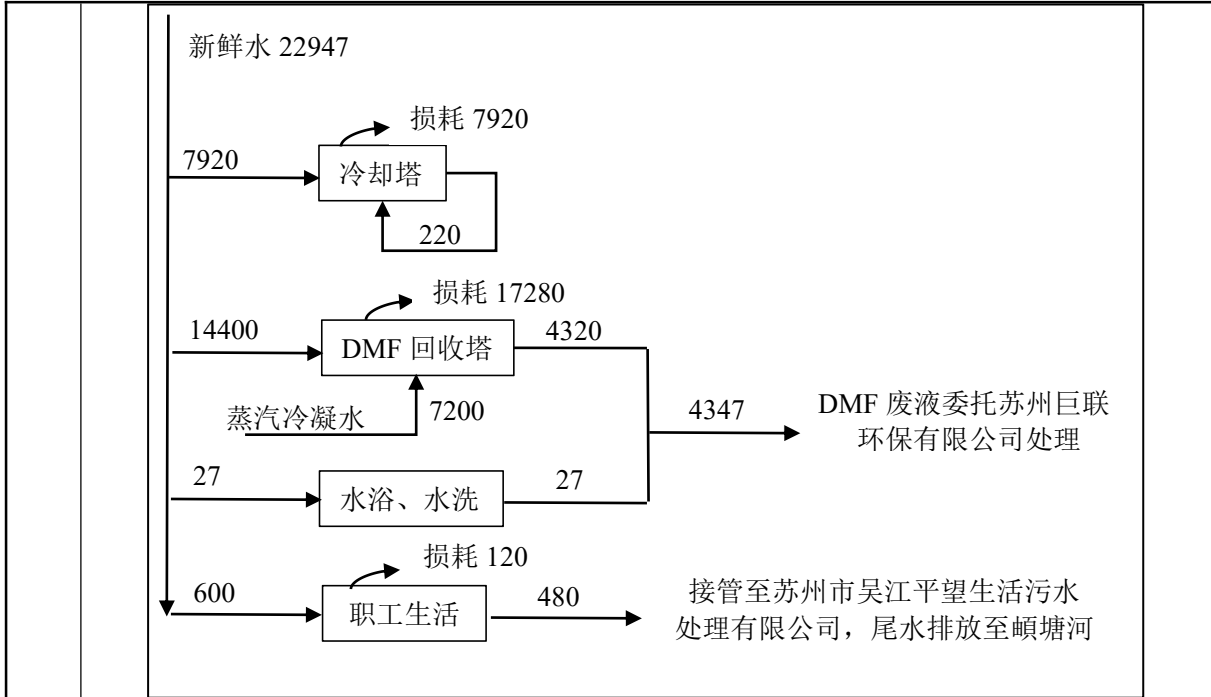 新鲜水 22947
损耗 7920
7920
冷却塔
220
损耗 17280
14400
DMF 回收塔
4320
蒸汽冷凝水
7200
4347
DMF 废液委托苏州巨联
环保有限公司处理
27
水浴、水洗
27
损耗 120
600
职工生活
480
接管至苏州市吴江平望生活污水
处理有限公司，尾水排放至頔塘河